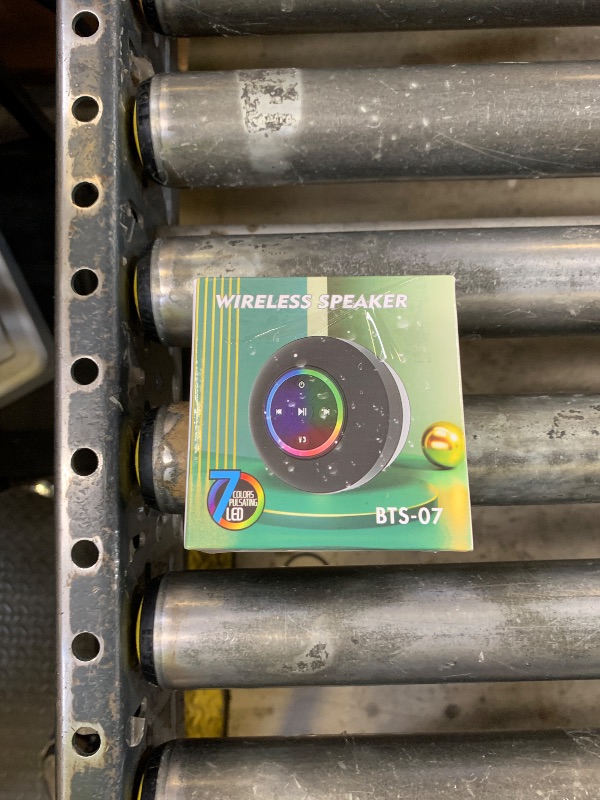 WIRELESS SPEAKER
7
COLORS
PULSATING
LED
BTS-07